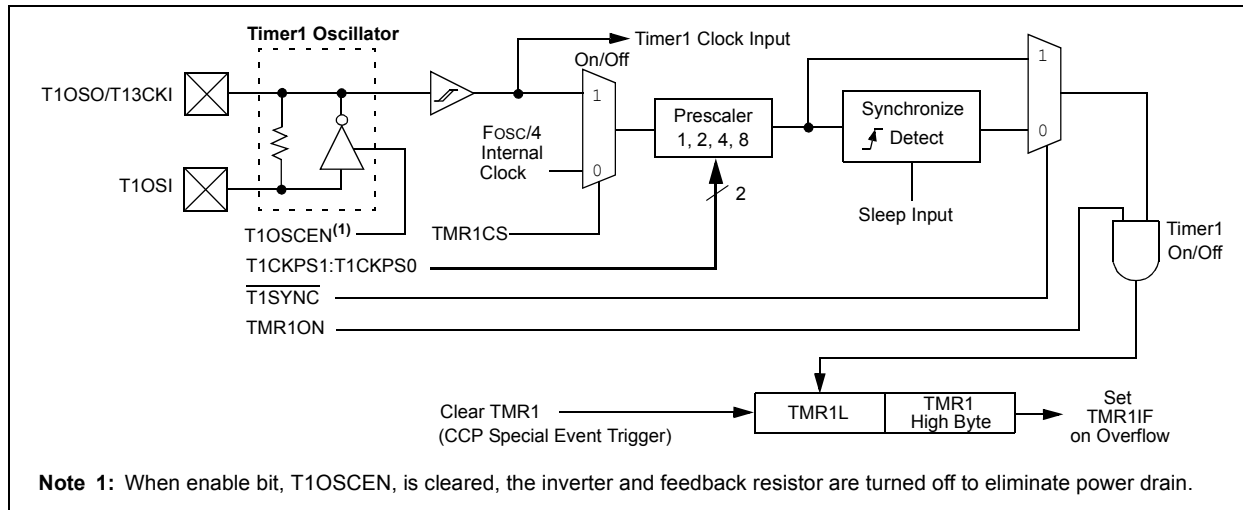 Timer1 Oscillator
T1OSO/T13CKI
T1OSI
T1OSCEN(1)
Timer1 Clock Input
On/Off
1
0
FOSC/4
Internal
Clock
TMR1CS
Prescaler
1, 2, 4, 8
2
Synchronize
Detect
Sleep Input
1
0
Timer1
On/Off
T1CKPS1:T1CKPS0
T1SYNC
TMR1ON
Clear TMR1
(CCP Special Event Trigger)
TMR1L
TMR1
High Byte
Set
TMR1IF
on Overflow
Note 1: When enable bit, T1OSCEN, is cleared, the inverter and feedback resistor are turned off to eliminate power drain.